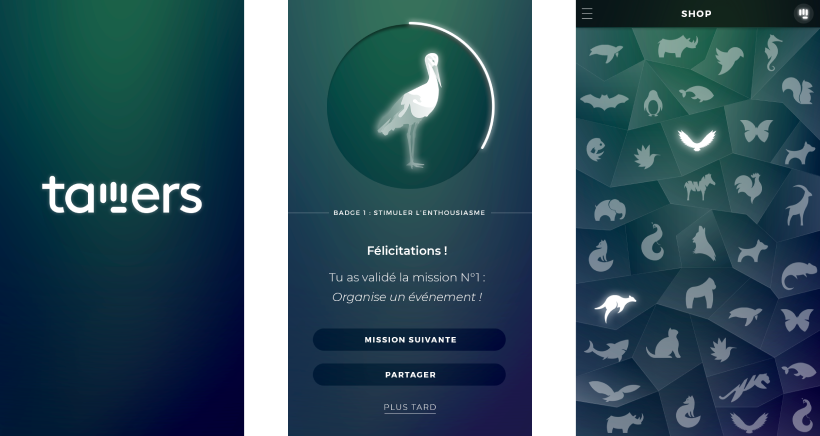 tamers
BADGE 1 : STIMULER L'ENTHOUSIASME
Félicitations !
Tu as validé la mission N°1 :
Organise un événement !
MISSION SUIVANTE
PARTAGER
PLUS TARD
SHOP